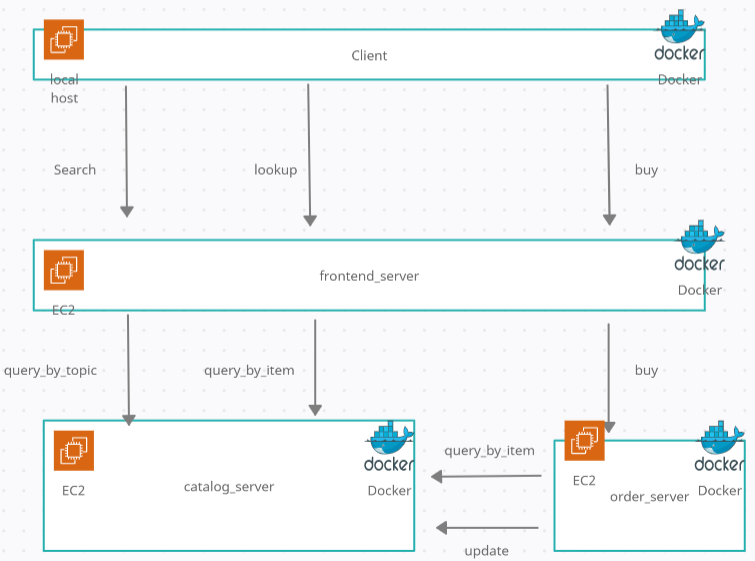 docker
Client
local
host
Docker
Search
lookup
buy
docker
frontend_server
Docker
EC2
query_by_topic
query_by_item
buy
docker
docker
query_by_item
EC2
catalog_server
Docker
EC2
order_server
Docker
update